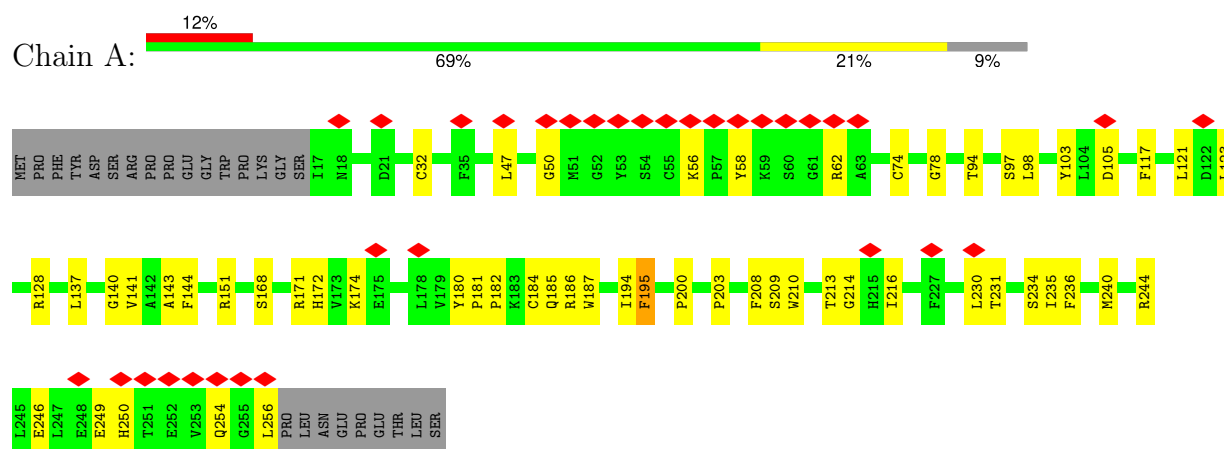 12%
Chain A:
69% 21% 9%
MET PRO PHE TYR ASP SER ARG PRO PRO GLU GLY TRP PRO LYS GLY SER I17 N18 D21 C32 F35 L47 G50 M51 G52 Y53 S54 C55 K56 P57 Y58 K59 S60 G61 R62 A63 C74 G78 T94 S97 L98 Y103 L104 D105 F117 L121 D122
R128 L137 G140 V141 A142 A143 F144 R151 S168 R171 H172 V173 K174 E175 L178 V179 Y180 P181 P182 K183 C184 Q185 R186 W187 I194 F195 P200 P203 F208 S209 W210 T213 G214 H215 I216 F227 L230 T231 S234 I235 F236 M240 R244
L245 E246 L247 E248 E249 H250 T251 E252 V253 Q254 G255 L256 PRO LEU ASN GLU PRO GLU THR LEU SER